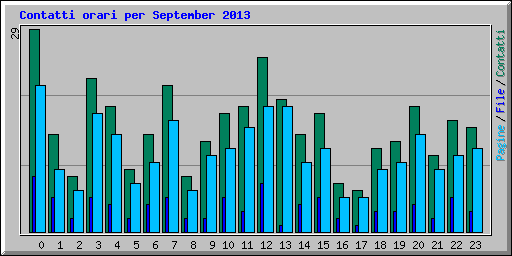 Contatti orari per September 2013
29
0 1 2 3 4 5 6 7 8 9 10 11 12 13 14 15 16 17 18 19 20 21 22 23
Pagine/File/Contatti